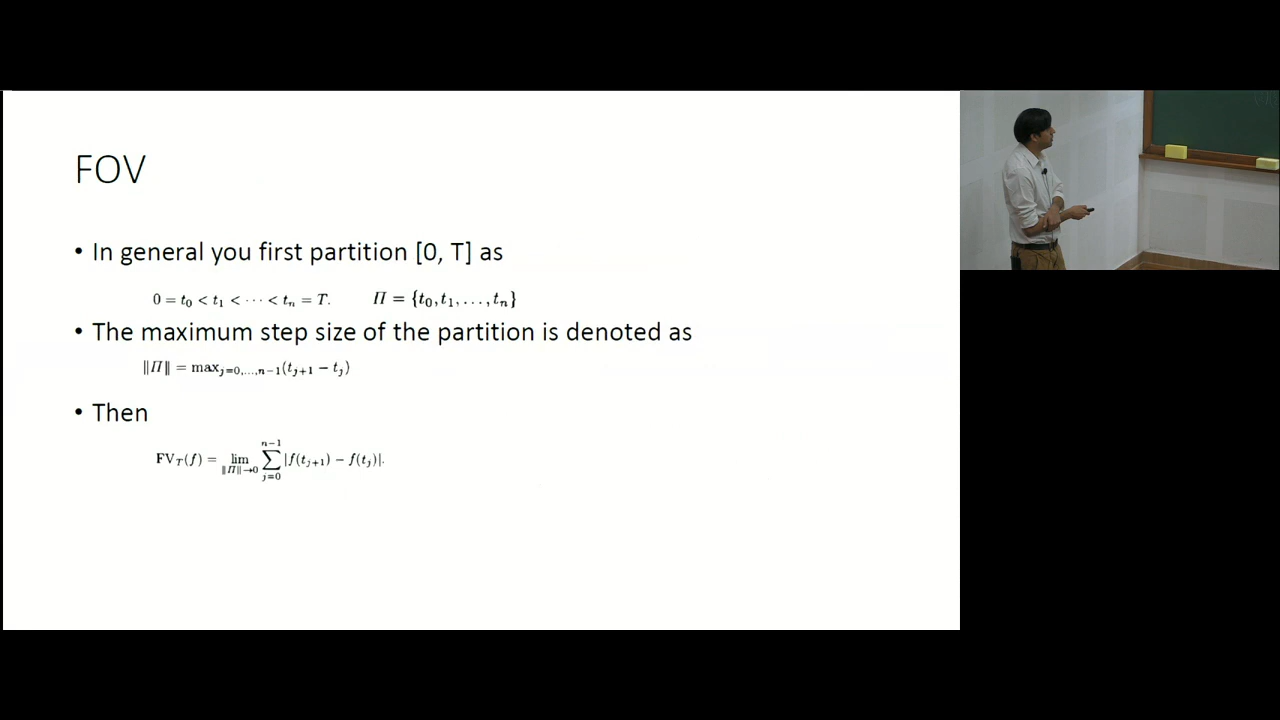 FOV
• In general you first partition [0, T] as
0 = t₀ < t₁ < ··· < tₙ = T. Π = {t₀, t₁, . . . , tₙ}
• The maximum step size of the partition is denoted as
‖Π‖ = max_{j=0,...,n−1}(t_{j+1} − t_j)
• Then
FV_T(f) = lim_{‖Π‖→0} ∑_{j=0}^{n−1} |f(t_{j+1}) − f(t_j)|.